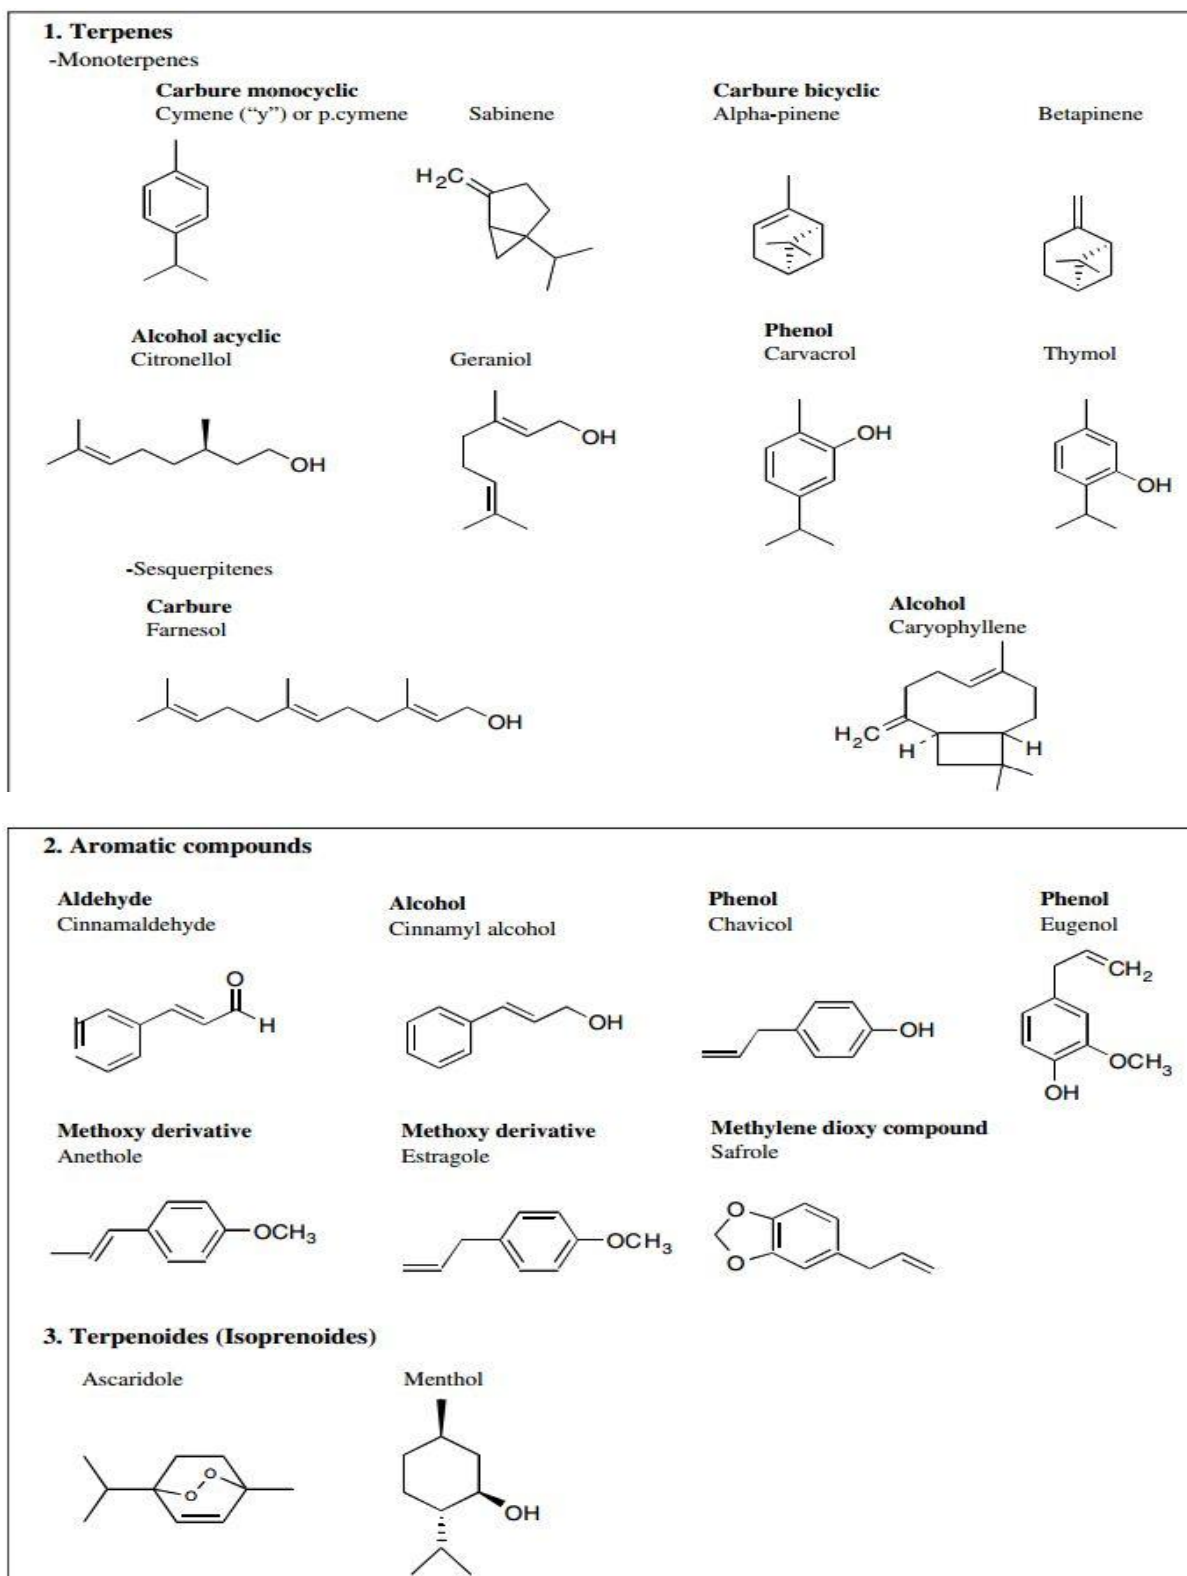 1. Terpenes
-Monoterpenes
Carbure monocyclic
Cymene (“y”) or p.cymene
Sabinene
Carbure bicyclic
Alpha-pinene
Betapinene
H₂C
Alcohol acyclic
Citronellol
Geraniol
Phenol
Carvacrol
Thymol
OH
OH
OH
OH
-Sesquerpitenes
Carbure
Farnesol
Alcohol
Caryophyllene
OH
H₂C
H
H
2. Aromatic compounds
Aldehyde
Cinnamaldehyde
Alcohol
Cinnamyl alcohol
Phenol
Chavicol
Phenol
Eugenol
O
H
OH
OH
CH₂
OCH₃
OH
Methoxy derivative
Anethole
Methoxy derivative
Estragole
Methylene dioxy compound
Safrole
OCH₃
OCH₃
O
O
3. Terpenoides (Isoprenoides)
Ascaridole
Menthol
O
O
OH